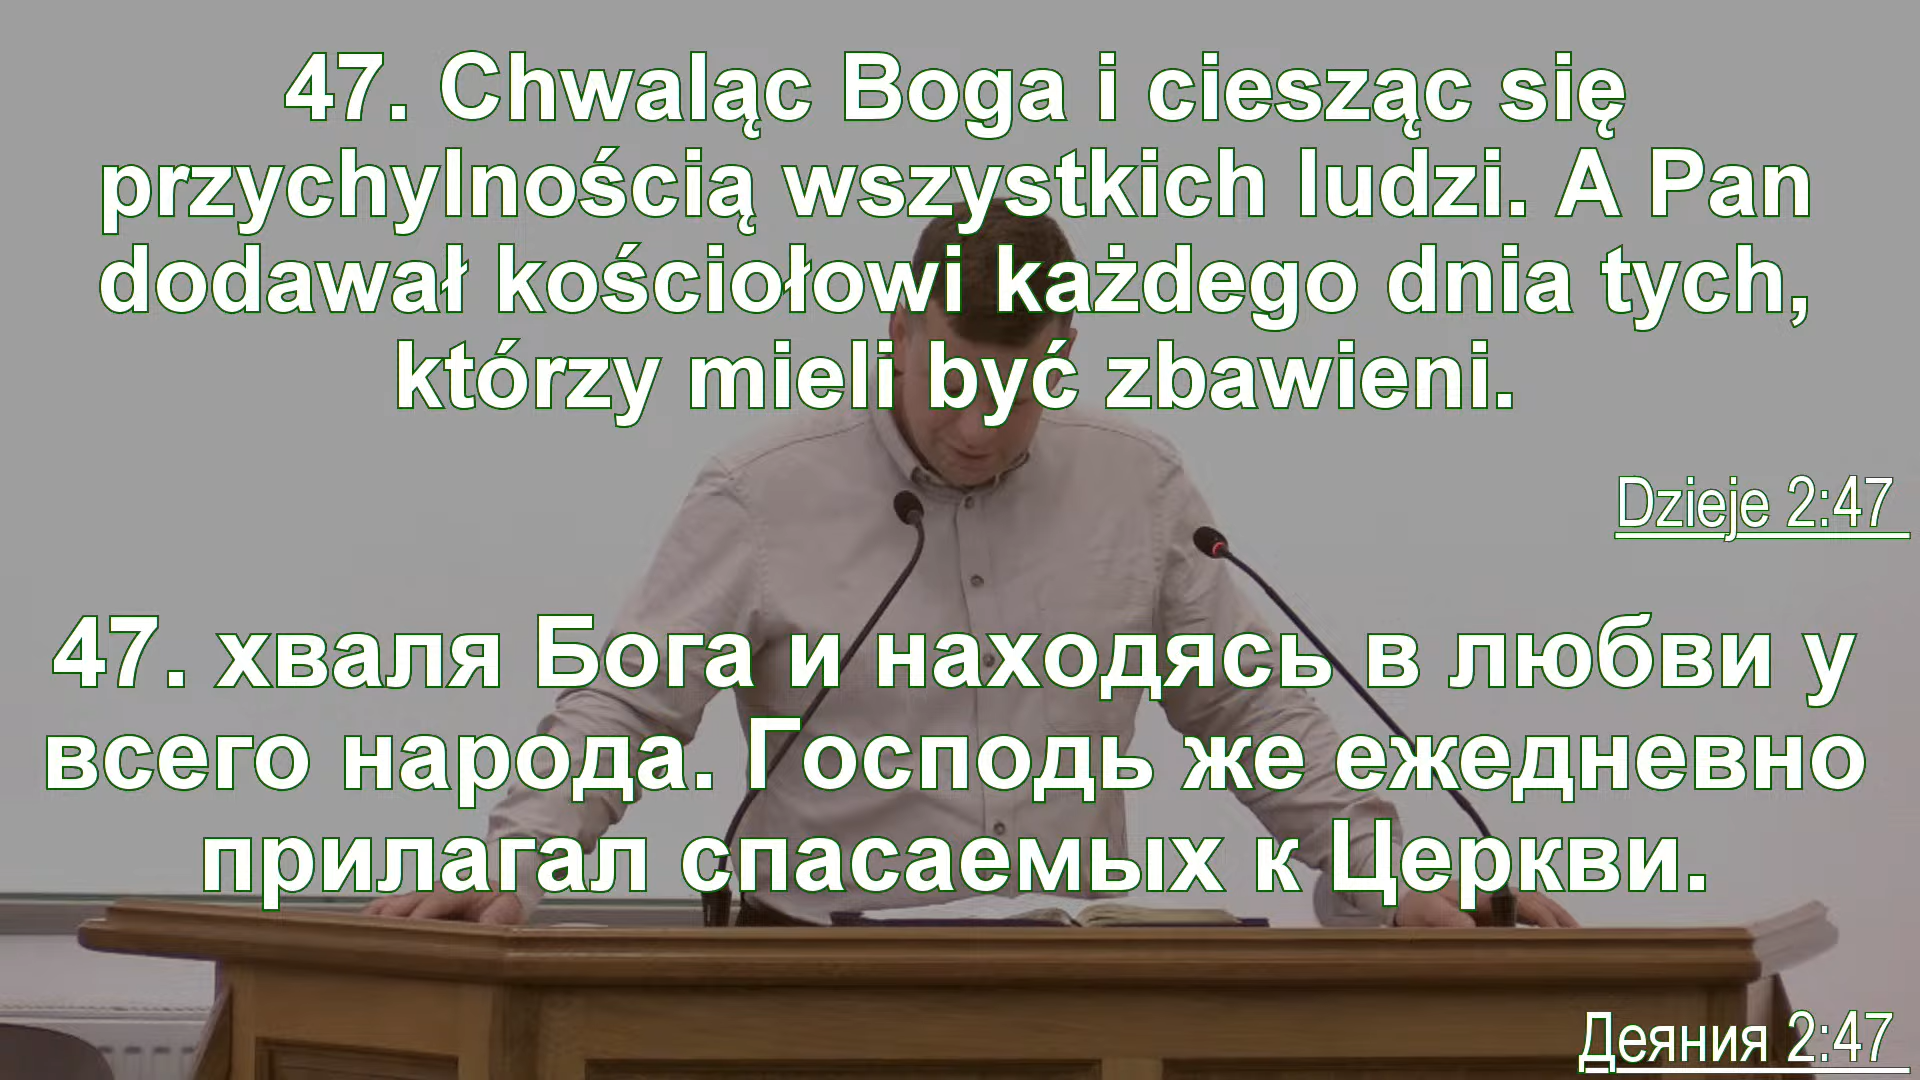 47. Chwaląc Boga i ciesząc się
przychylnością wszystkich ludzi. A Pan
dodawał kościołowi każdego dnia tych,
którzy mieli być zbawieni.
Dzieje 2:47
47. хваля Бога и находясь в любви у
всего народа. Господь же ежедневно
прилагал спасаемых к Церкви.
Деяния 2:47